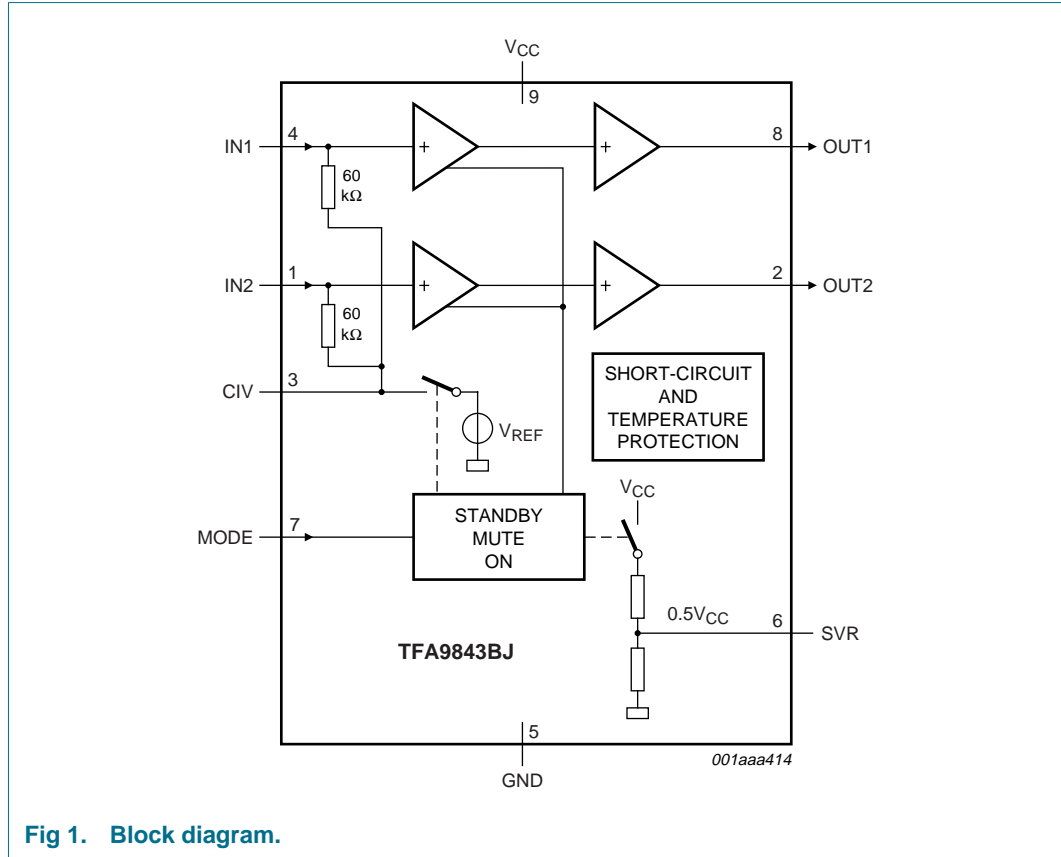 VCC
9
IN1
4
8
OUT1
+
+
60
kΩ
IN2
1
2
OUT2
+
+
60
kΩ
CIV
3
VREF
SHORT-CIRCUIT
AND
TEMPERATURE
PROTECTION
VCC
MODE
7
STANDBY
MUTE
ON
0.5VCC
6
SVR
TFA9843BJ
5
GND
001aaa414
Fig 1. Block diagram.